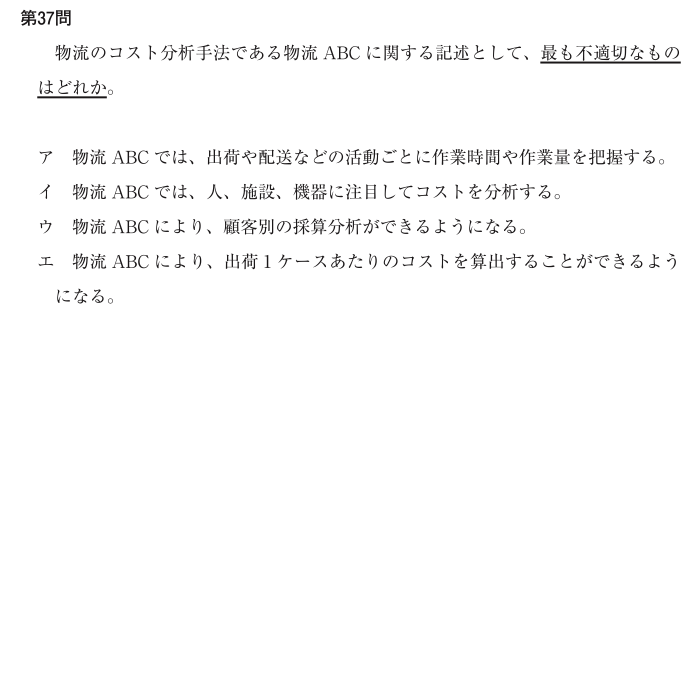 第37問
物流のコスト分析手法である物流 ABC に関する記述として、最も不適切なもの
はどれか。
ア　物流 ABC では、出荷や配送などの活動ごとに作業時間や作業量を把握する。
イ　物流 ABC では、人、施設、機器に注目してコストを分析する。
ウ　物流 ABC により、顧客別の採算分析ができるようになる。
エ　物流 ABC により、出荷 1 ケースあたりのコストを算出することができるよう
になる。